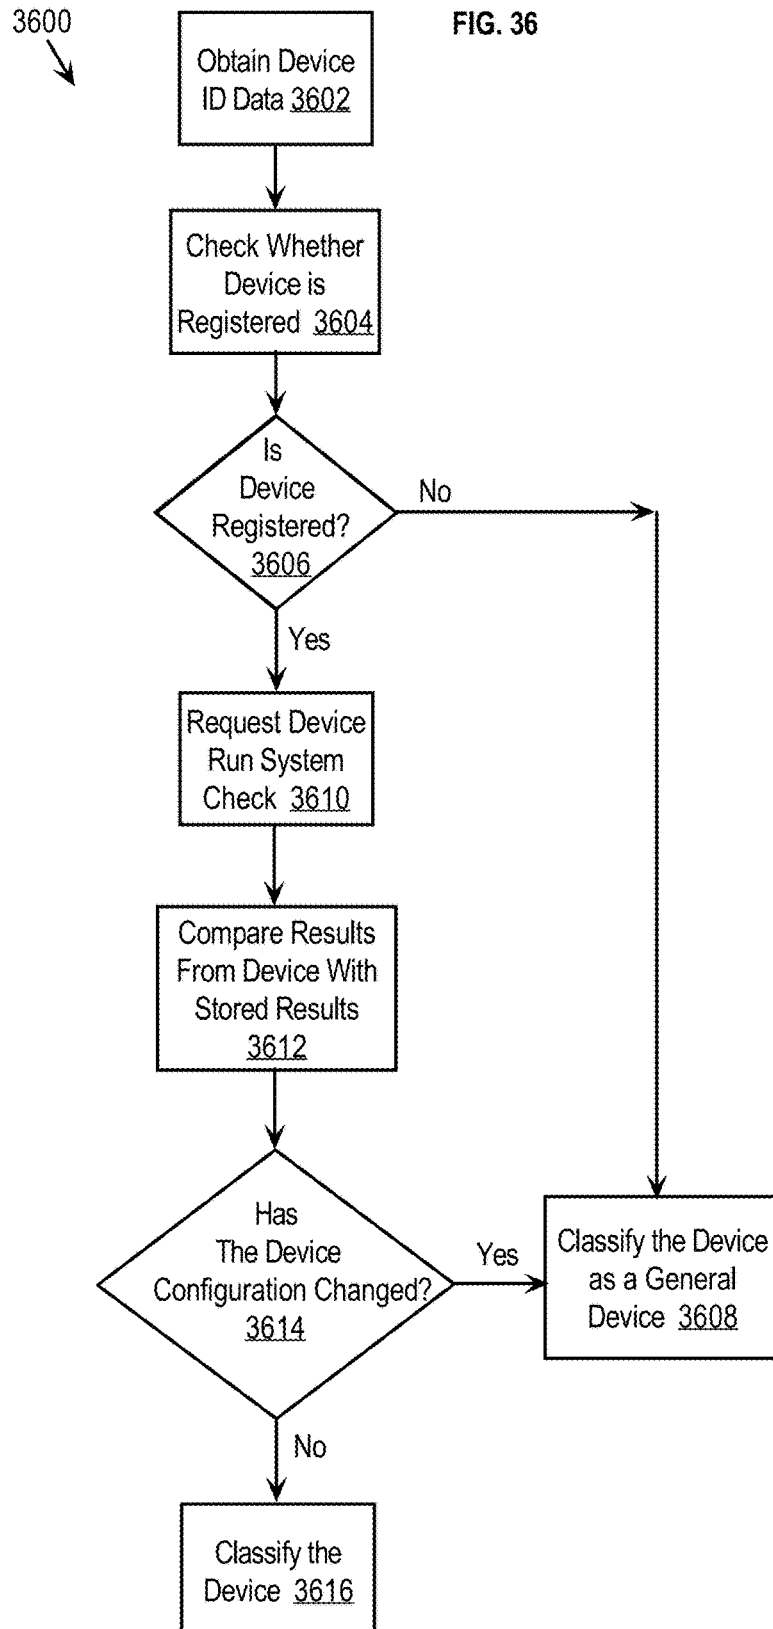 3600
FIG. 36
Obtain Device
ID Data 3602
Check Whether
Device is
Registered 3604
Is
Device
Registered?
3606
No
Yes
Request Device
Run System
Check 3610
Compare Results
From Device With
Stored Results
3612
Has
The Device
Configuration Changed?
3614
Yes
Classify the Device
as a General
Device 3608
No
Classify the
Device 3616